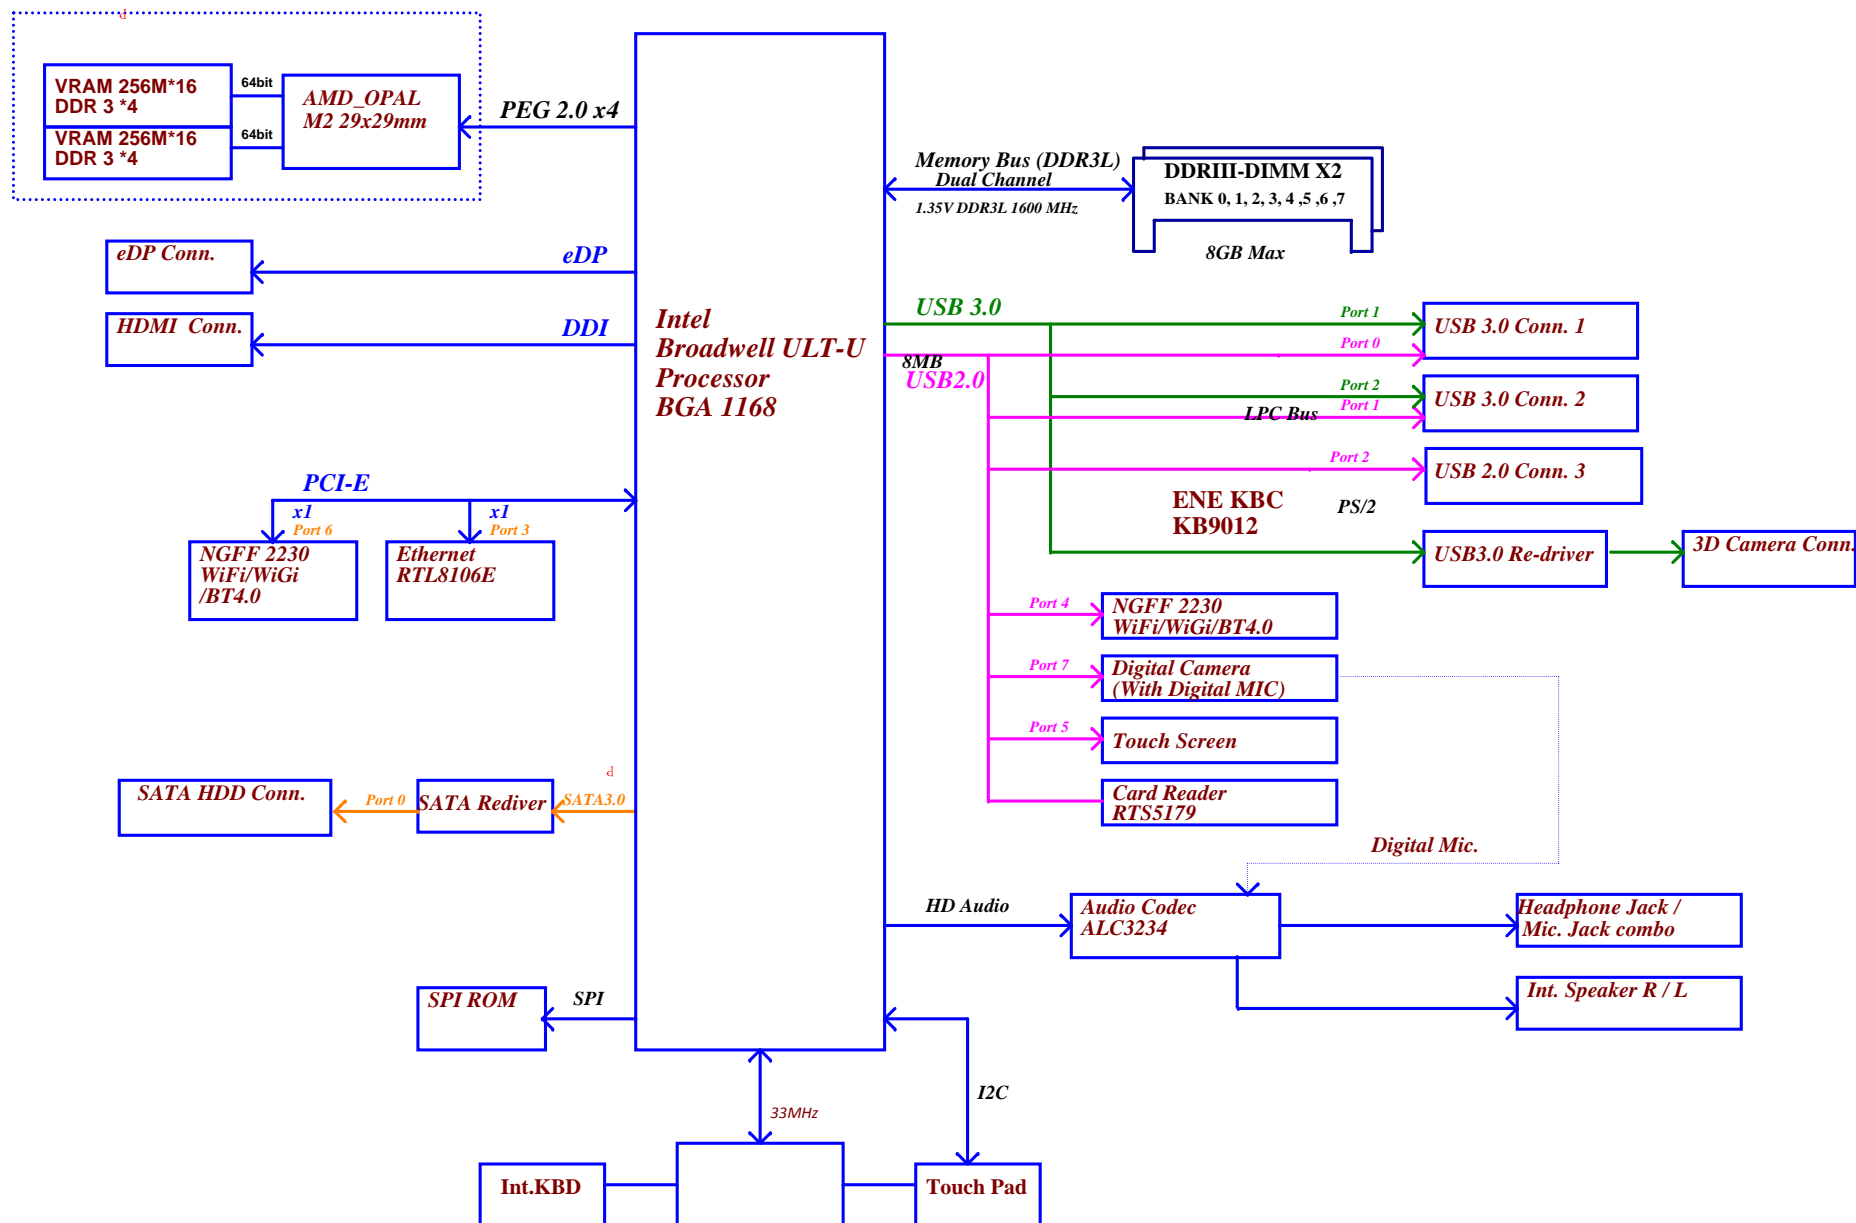 d
VRAM 256M*16
DDR 3 *4
64bit
VRAM 256M*16
DDR 3 *4
64bit
AMD_OPAL
M2 29x29mm
PEG 2.0 x4
eDP Conn.
eDP
HDMI  Conn.
DDI
Intel
Broadwell ULT-U
Processor
BGA 1168
Memory Bus (DDR3L)
Dual Channel
1.35V DDR3L 1600 MHz
DDRIII-DIMM X2
BANK 0, 1, 2, 3, 4 ,5 ,6 ,7
8GB Max
USB 3.0
Port 1
USB 3.0 Conn. 1
Port 0
8MB
USB2.0
Port 2
USB 3.0 Conn. 2
Port 1
LPC Bus
Port 2
USB 2.0 Conn. 3
ENE KBC
KB9012
PS/2
USB3.0 Re-driver
3D Camera Conn.
PCI-E
x1
Port 6
x1
Port 3
NGFF 2230
WiFi/WiGi
/BT4.0
Ethernet
RTL8106E
Port 4
NGFF 2230
WiFi/WiGi/BT4.0
Port 7
Digital Camera
(With Digital MIC)
Port 5
Touch Screen
Card Reader
RTS5179
d
SATA HDD Conn.
Port 0
SATA Rediver
SATA3.0
Digital Mic.
HD Audio
Audio Codec
ALC3234
Headphone Jack /
Mic. Jack combo
Int. Speaker R / L
SPI ROM
SPI
I2C
33MHz
Int.KBD
Touch Pad